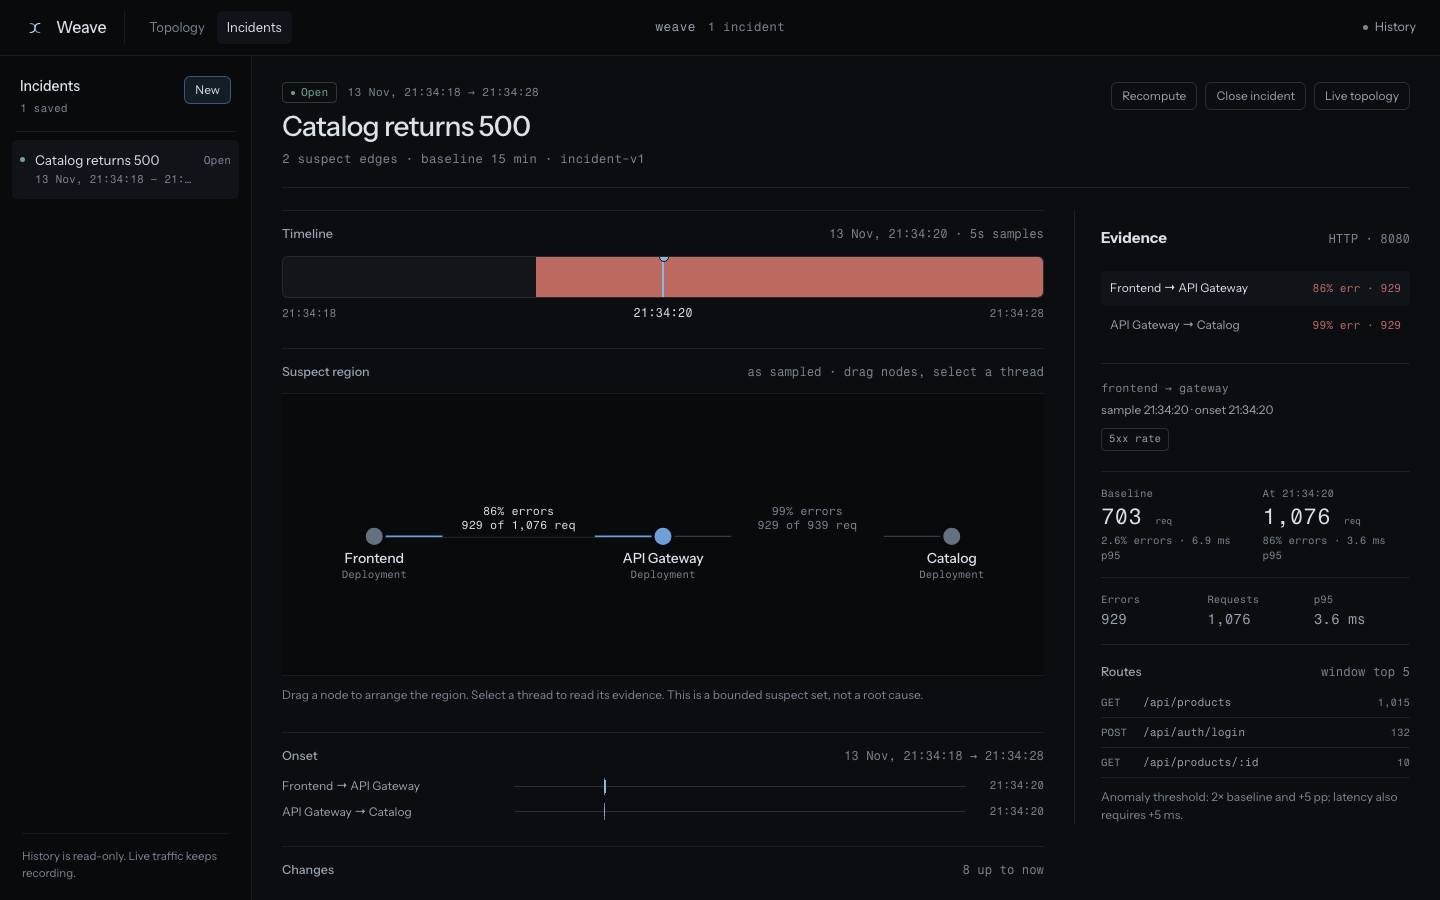 Weave
Topology
Incidents
weave 1 incident
History
Incidents
New
1 saved
Catalog returns 500
Open
13 Nov, 21:34:18 – 21:…
History is read-only. Live traffic keeps
recording.
Open
13 Nov, 21:34:18 → 21:34:28
Catalog returns 500
2 suspect edges · baseline 15 min · incident-v1
Recompute
Close incident
Live topology
Timeline
13 Nov, 21:34:20 · 5s samples
21:34:18
21:34:20
21:34:28
Suspect region
as sampled · drag nodes, select a thread
86% errors
929 of 1,076 req
99% errors
929 of 939 req
Frontend
Deployment
API Gateway
Deployment
Catalog
Deployment
Drag a node to arrange the region. Select a thread to read its evidence. This is a bounded suspect set, not a root cause.
Onset
13 Nov, 21:34:18 → 21:34:28
Frontend → API Gateway
21:34:20
API Gateway → Catalog
21:34:20
Changes
8 up to now
Evidence
HTTP · 8080
Frontend → API Gateway
86% err · 929
API Gateway → Catalog
99% err · 929
frontend → gateway
sample 21:34:20 · onset 21:34:20
5xx rate
Baseline
703 req
2.6% errors · 6.9 ms
p95
At 21:34:20
1,076 req
86% errors · 3.6 ms
p95
Errors
929
Requests
1,076
p95
3.6 ms
Routes
window top 5
GET /api/products 1,015
POST /api/auth/login 132
GET /api/products/:id 10
Anomaly threshold: 2× baseline and +5 pp; latency also
requires +5 ms.